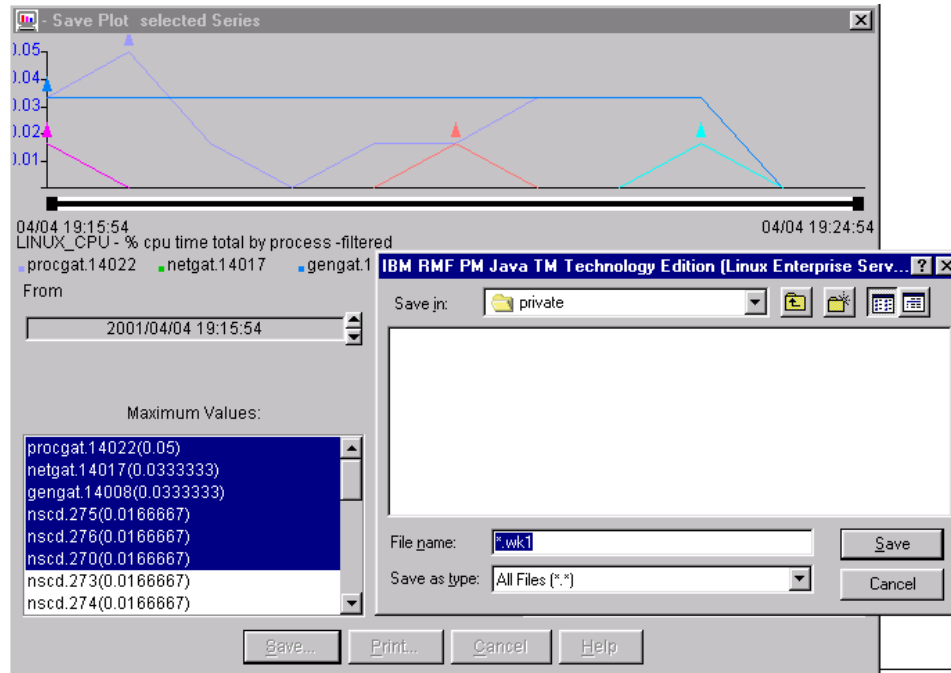 - Save Plot selected Series
0.05
0.04
0.03
0.02
0.01
04/04 19:15:54 04/04 19:24:54
LINUX_CPU - % cpu time total by process -filtered
procgat.14022 netgat.14017 gengat.1
From
2001/04/04 19:15:54
Maximum Values:
procgat.14022(0.05)
netgat.14017(0.0333333)
gengat.14008(0.0333333)
nscd.275(0.0166667)
nscd.276(0.0166667)
nscd.270(0.0166667)
nscd.273(0.0166667)
nscd.274(0.0166667)
Save... Print... Cancel Help
IBM RMF PM Java TM Technology Edition (Linux Enterprise Serv...
Save in: private
File name: *.wk1 Save
Save as type: All Files (*.*) Cancel